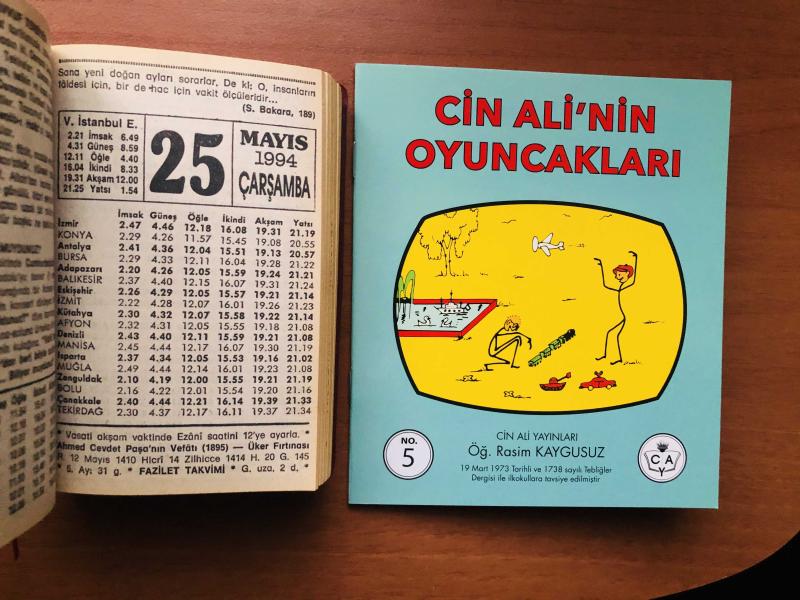 Sana yeni doğan ayları sorarlar, De ki; O, insanların
fâidesi için, bir de hac için vakit ölçüleridir...
(S. Bakara, 189)
V. İstanbul E.
2.21 İmsak 6.49
4.31 Güneş 8.59
12.11 Öğle 4.40
16.04 İkindi 8.33
19.31 Akşam 12.00
21.25 Yatsı 1.54
25
MAYIS
1994
ÇARŞAMBA
İmsak Güneş Öğle İkindi Akşam Yatsı
İzmir 2.47 4.46 12.18 16.08 19.31 21.19
KONYA 2.29 4.26 11.57 15.45 19.08 20.55
Antalya 2.41 4.36 12.04 15.51 19.13 20.57
BURSA 2.29 4.33 12.11 16.04 19.28 21.22
Adapazarı 2.20 4.26 12.05 15.59 19.24 21.21
BALIKESİR 2.37 4.40 12.15 16.07 19.31 21.24
Eskişehir 2.26 4.29 12.05 15.57 19.21 21.14
İZMİT 2.22 4.28 12.07 16.01 19.26 21.23
Kütahya 2.30 4.32 12.07 15.58 19.22 21.14
AFYON 2.32 4.31 12.05 15.55 19.18 21.08
Denizli 2.43 4.40 12.11 15.59 19.21 21.08
MANİSA 2.45 4.44 12.17 16.07 19.30 21.19
Isparta 2.37 4.34 12.05 15.53 19.16 21.02
MUĞLA 2.49 4.44 12.14 16.01 19.23 21.08
Zonguldak 2.10 4.19 12.00 15.55 19.21 21.19
BOLU 2.16 4.22 12.01 15.54 19.20 21.16
Çanakkale 2.40 4.44 12.21 16.14 19.39 21.33
TEKİRDAĞ 2.30 4.37 12.17 16.11 19.37 21.34
* Vasati akşam vaktinde Ezânî saatini 12'ye ayarla. *
Ahmed Cevdet Paşa'nın Vefâtı (1895) — Üker Fırtınası
R. 12 Mayıs 1410 Hicrî 14 Zilhicce 1414 H. 20 G. 145
* 5. Ay: 31 g. * FAZİLET TAKVİMİ * G. uza, 2 d, *
CİN ALİ'NİN
OYUNCAKLARI
NO.
5
CİN ALİ YAYINLARI
Öğ. Rasim KAYGUSUZ
19 Mart 1973 Tarihli ve 1738 sayılı Tebliğler
Dergisi ile ilkokullara tavsiye edilmiştir
C A
Y